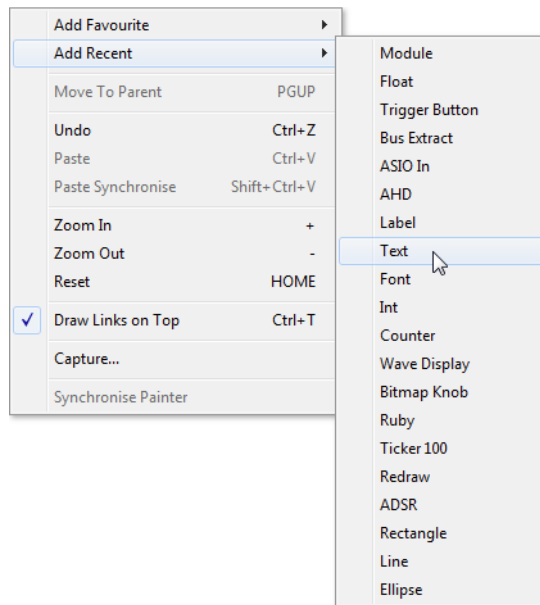 Add Favourite
Add Recent
Move To Parent PGUP
Undo Ctrl+Z
Paste Ctrl+V
Paste Synchronise Shift+Ctrl+V
Zoom In +
Zoom Out -
Reset HOME
Draw Links on Top Ctrl+T
Capture...
Synchronise Painter
Module
Float
Trigger Button
Bus Extract
ASIO In
AHD
Label
Text
Font
Int
Counter
Wave Display
Bitmap Knob
Ruby
Ticker 100
Redraw
ADSR
Rectangle
Line
Ellipse